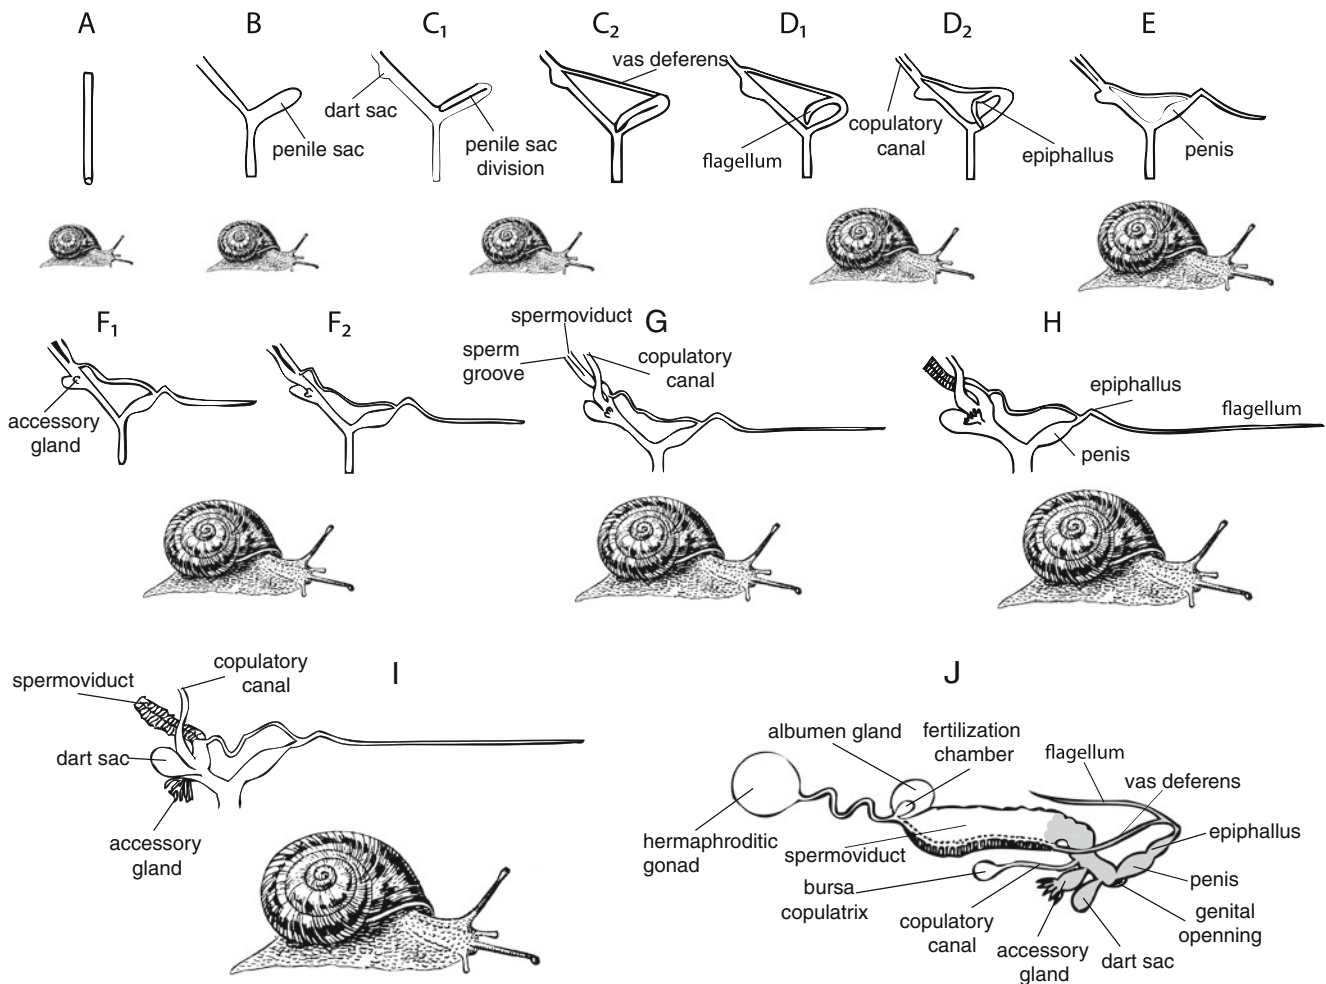 A
B
C₁
C₂
D₁
D₂
E
vas deferens
dart sac
penile sac
penile sac
division
flagellum
copulatory
canal
epiphallus
penis
F₁
F₂
G
H
spermoviduct
sperm
groove
copulatory
canal
accessory
gland
epiphallus
flagellum
penis
I
J
copulatory
canal
spermoviduct
dart sac
accessory
gland
albumen gland
fertilization
chamber
flagellum
vas deferens
epiphallus
hermaphroditic
gonad
spermoviduct
bursa
copulatrix
penis
copulatory
canal
genital
openning
accessory
gland
dart sac